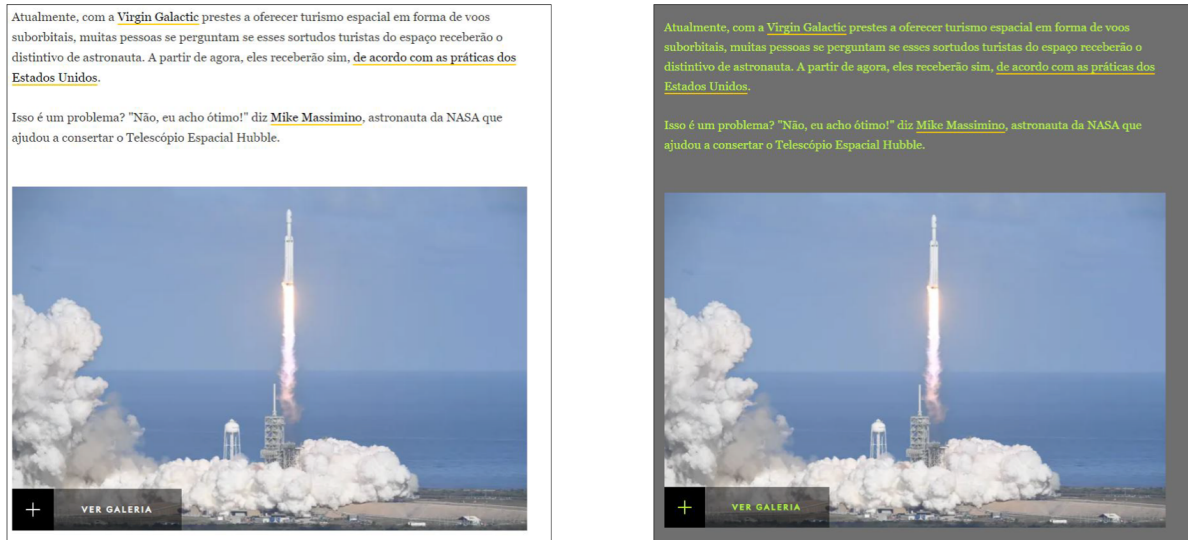 Atualmente, com a Virgin Galactic prestes a oferecer turismo espacial em forma de voos
suborbitais, muitas pessoas se perguntam se esses sortudos turistas do espaço receberão o
distintivo de astronauta. A partir de agora, eles receberão sim, de acordo com as práticas dos
Estados Unidos.
Isso é um problema? "Não, eu acho ótimo!" diz Mike Massimino, astronauta da NASA que
ajudou a consertar o Telescópio Espacial Hubble.
VER GALERIA
Atualmente, com a Virgin Galactic prestes a oferecer turismo espacial em forma de voos
suborbitais, muitas pessoas se perguntam se esses sortudos turistas do espaço receberão o
distintivo de astronauta. A partir de agora, eles receberão sim, de acordo com as práticas dos
Estados Unidos.
Isso é um problema? "Não, eu acho ótimo!" diz Mike Massimino, astronauta da NASA que
ajudou a consertar o Telescópio Espacial Hubble.
VER GALERIA